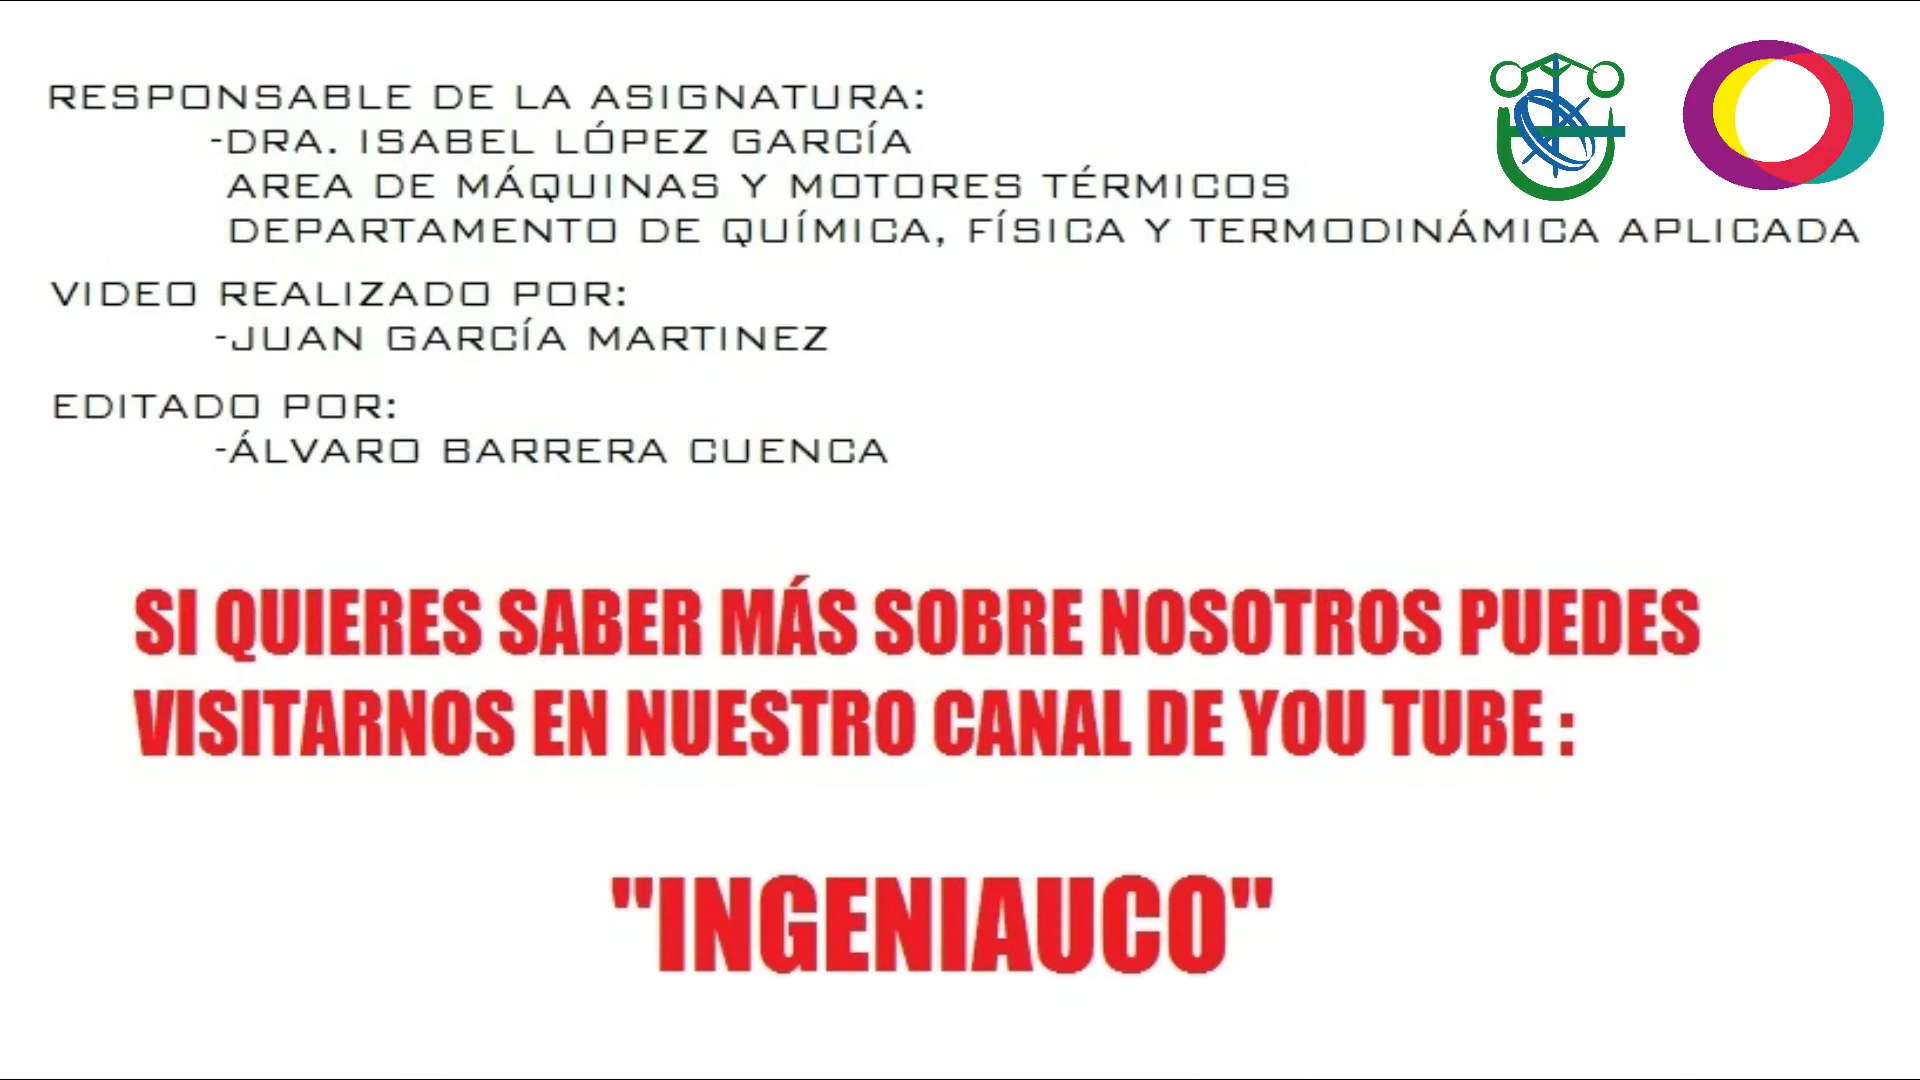 RESPONSABLE DE LA ASIGNATURA:
-DRA. ISABEL LÓPEZ GARCÍA
AREA DE MÁQUINAS Y MOTORES TÉRMICOS
DEPARTAMENTO DE QUÍMICA, FÍSICA Y TERMODINÁMICA APLICADA
VIDEO REALIZADO POR:
-JUAN GARCÍA MARTINEZ
EDITADO POR:
-ÁLVARO BARRERA CUENCA
SI QUIERES SABER MÁS SOBRE NOSOTROS PUEDES
VISITARNOS EN NUESTRO CANAL DE YOU TUBE :
"INGENIAUCO"